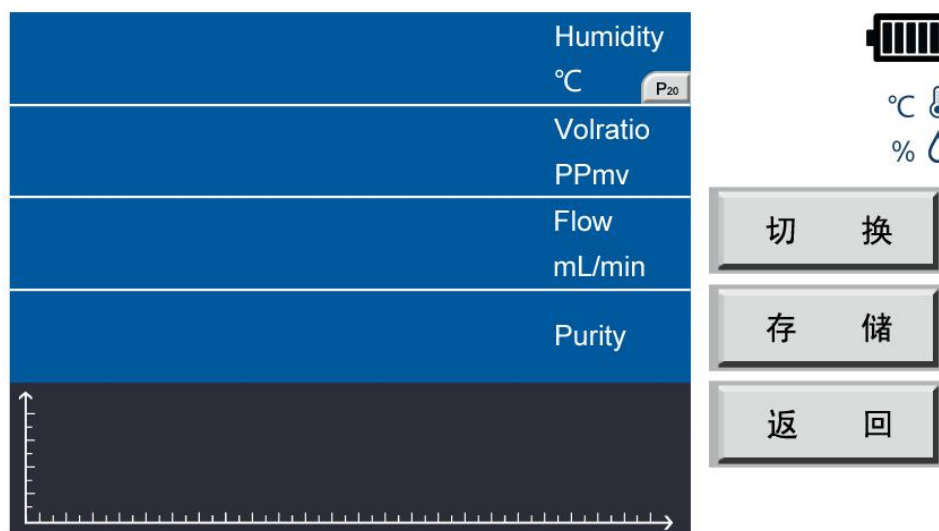 Humidity
℃
P20
Volratio
PPmv
Flow
mL/min
Purity
℃
%
切 换
存 储
返 回